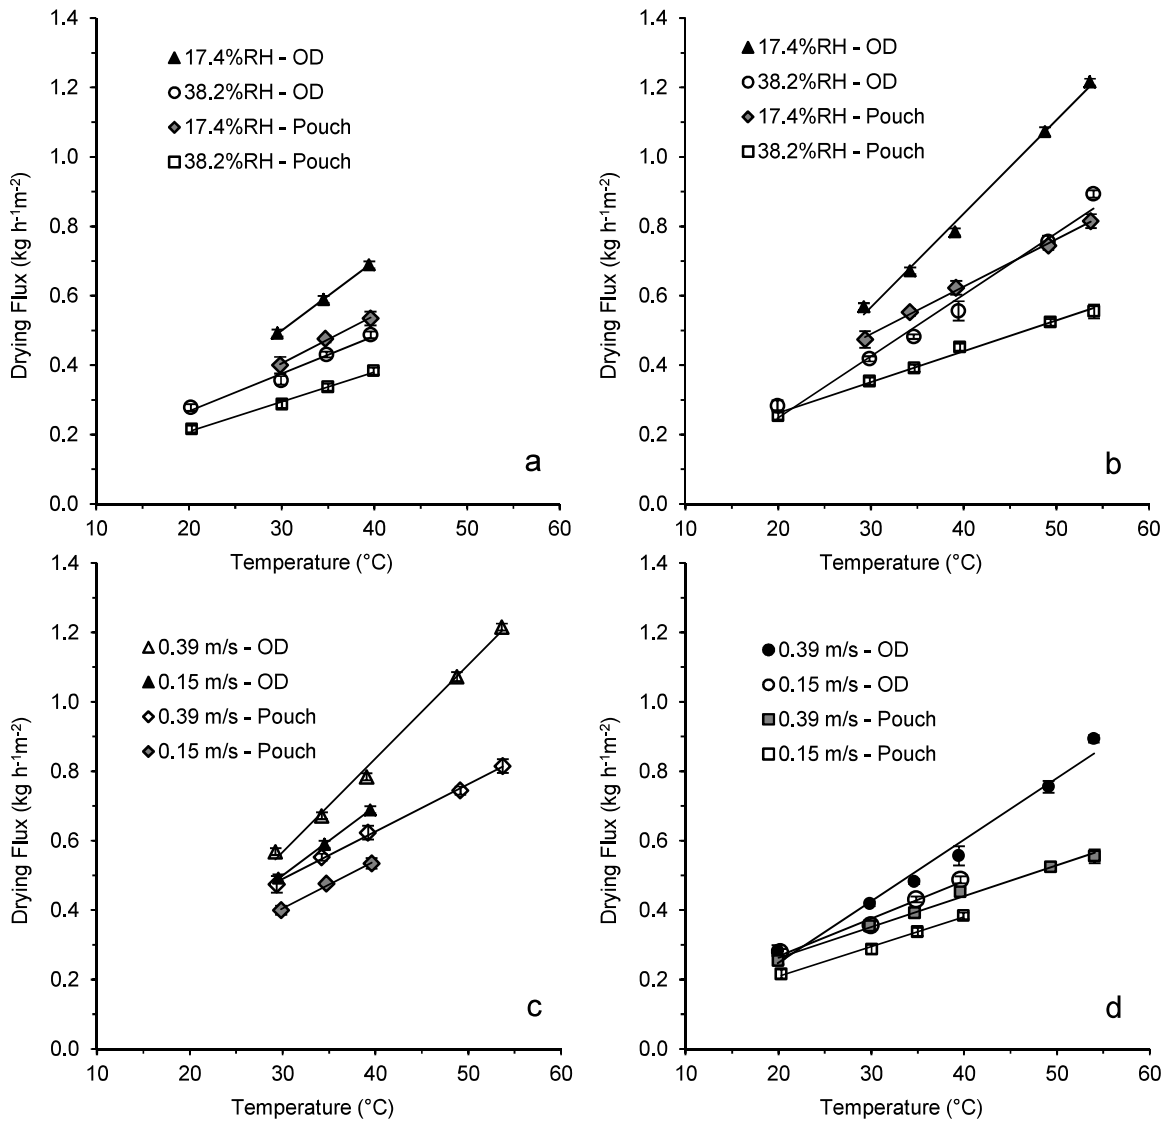 1.4
1.2
1.0
0.8
0.6
0.4
0.2
0.0
Drying Flux (kg h-1m-2)
17.4%RH - OD
38.2%RH - OD
17.4%RH - Pouch
38.2%RH - Pouch
a
10 20 30 40 50 60
Temperature (°C)
1.4
1.2
1.0
0.8
0.6
0.4
0.2
0.0
Drying Flux (kg h-1m-2)
17.4%RH - OD
38.2%RH - OD
17.4%RH - Pouch
38.2%RH - Pouch
b
10 20 30 40 50 60
Temperature (°C)
1.4
1.2
1.0
0.8
0.6
0.4
0.2
0.0
Drying Flux (kg h-1m-2)
0.39 m/s - OD
0.15 m/s - OD
0.39 m/s - Pouch
0.15 m/s - Pouch
c
10 20 30 40 50 60
Temperature (°C)
1.4
1.2
1.0
0.8
0.6
0.4
0.2
0.0
Drying Flux (kg h-1m-2)
0.39 m/s - OD
0.15 m/s - OD
0.39 m/s - Pouch
0.15 m/s - Pouch
d
10 20 30 40 50 60
Temperature (°C)